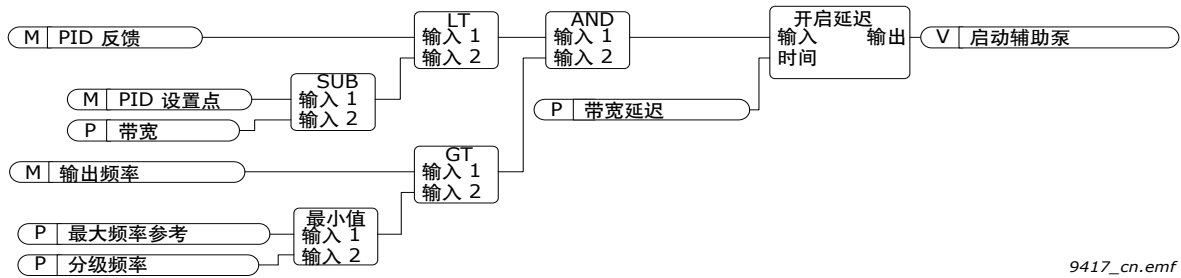 LT
M PID 反馈
输入 1
输入 2
AND
输入 1
输入 2
开启延迟
输入
输出
时间
V 启动辅助泵
SUB
M PID 设置点
输入 1
P 带宽
输入 2
P 带宽延迟
GT
M 输出频率
输入 1
输入 2
最小值
P 最大频率参考
输入 1
P 分级频率
输入 2
9417_cn.emf